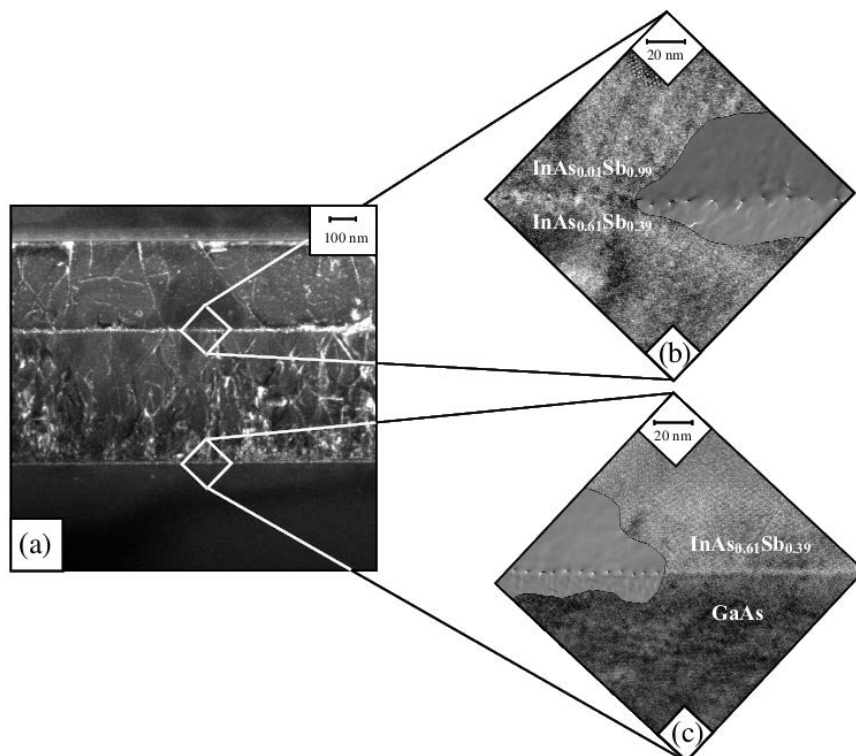 20 nm
InAs0.01Sb0.99
InAs0.61Sb0.39
(b)
100 nm
(a)
20 nm
InAs0.61Sb0.39
GaAs
(c)